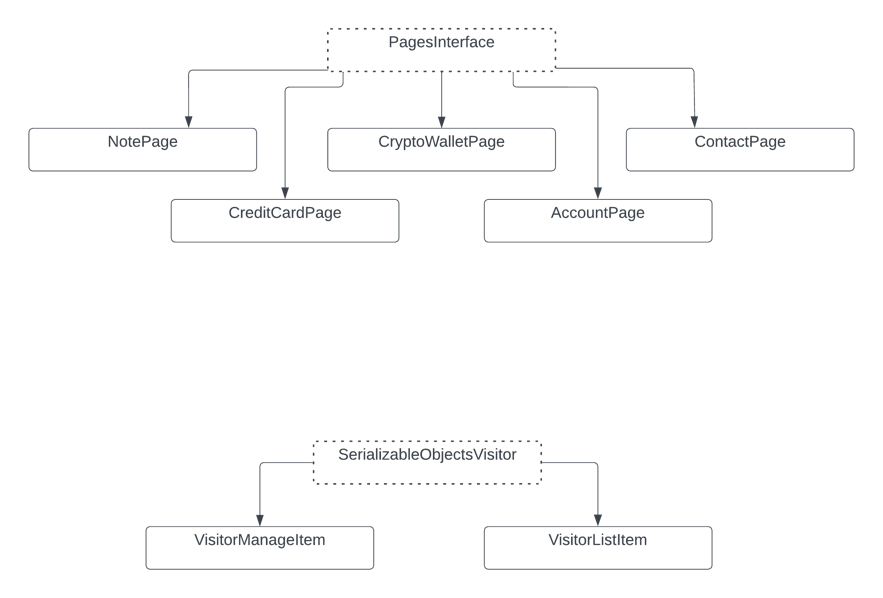 PagesInterface
NotePage
CryptoWalletPage
ContactPage
CreditCardPage
AccountPage
SerializableObjectsVisitor
VisitorManageItem
VisitorListItem